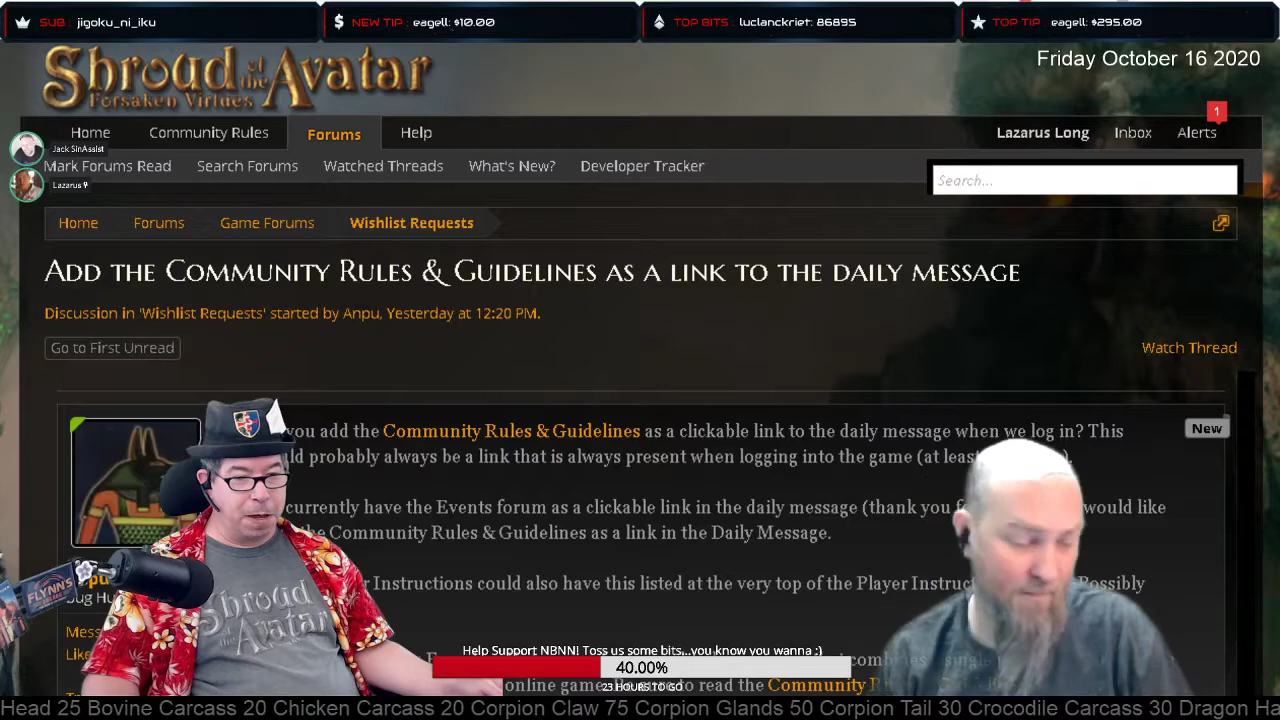 SUB : jigoku_ni_iku
NEW TIP : eagell: $10.00
TOP BITS : luclanckriet: 86895
TOP TIP eagell: $295.00
Shroud of the Avatar
Forsaken Virtues
Friday October 16 2020
1
Home Community Rules Forums Help Lazarus Long Inbox Alerts
Jack SinAssist
Mark Forums Read Search Forums Watched Threads What's New? Developer Tracker
Search...
Lazarus
Home Forums Game Forums Wishlist Requests
Add the Community Rules & Guidelines as a link to the daily message
Discussion in 'Wishlist Requests' started by Anpu, Yesterday at 12:20 PM.
Go to First Unread Watch Thread
you add the Community Rules & Guidelines as a clickable link to the daily message when we log in? This New
probably always be a link that is always present when logging into the game (at
currently have the Events forum as a clickable link in the daily message (thank you would like
Community Rules & Guidelines as a link in the Daily Message.
Instructions could also have this listed at the very top of the Player Possibly
FLYNN'S
Shroud
of the
Avatar
Help Support NBNN! Toss us some bits...you know you wanna :)
40.00%
23 HOURS TO GO
online to read the Community
Head 25 Bovine Carcass 20 Chicken Carcass 20 Corpion Claw 75 Corpion Glands 50 Corpion Tail 30 Crocodile Carcass 30 Dragon